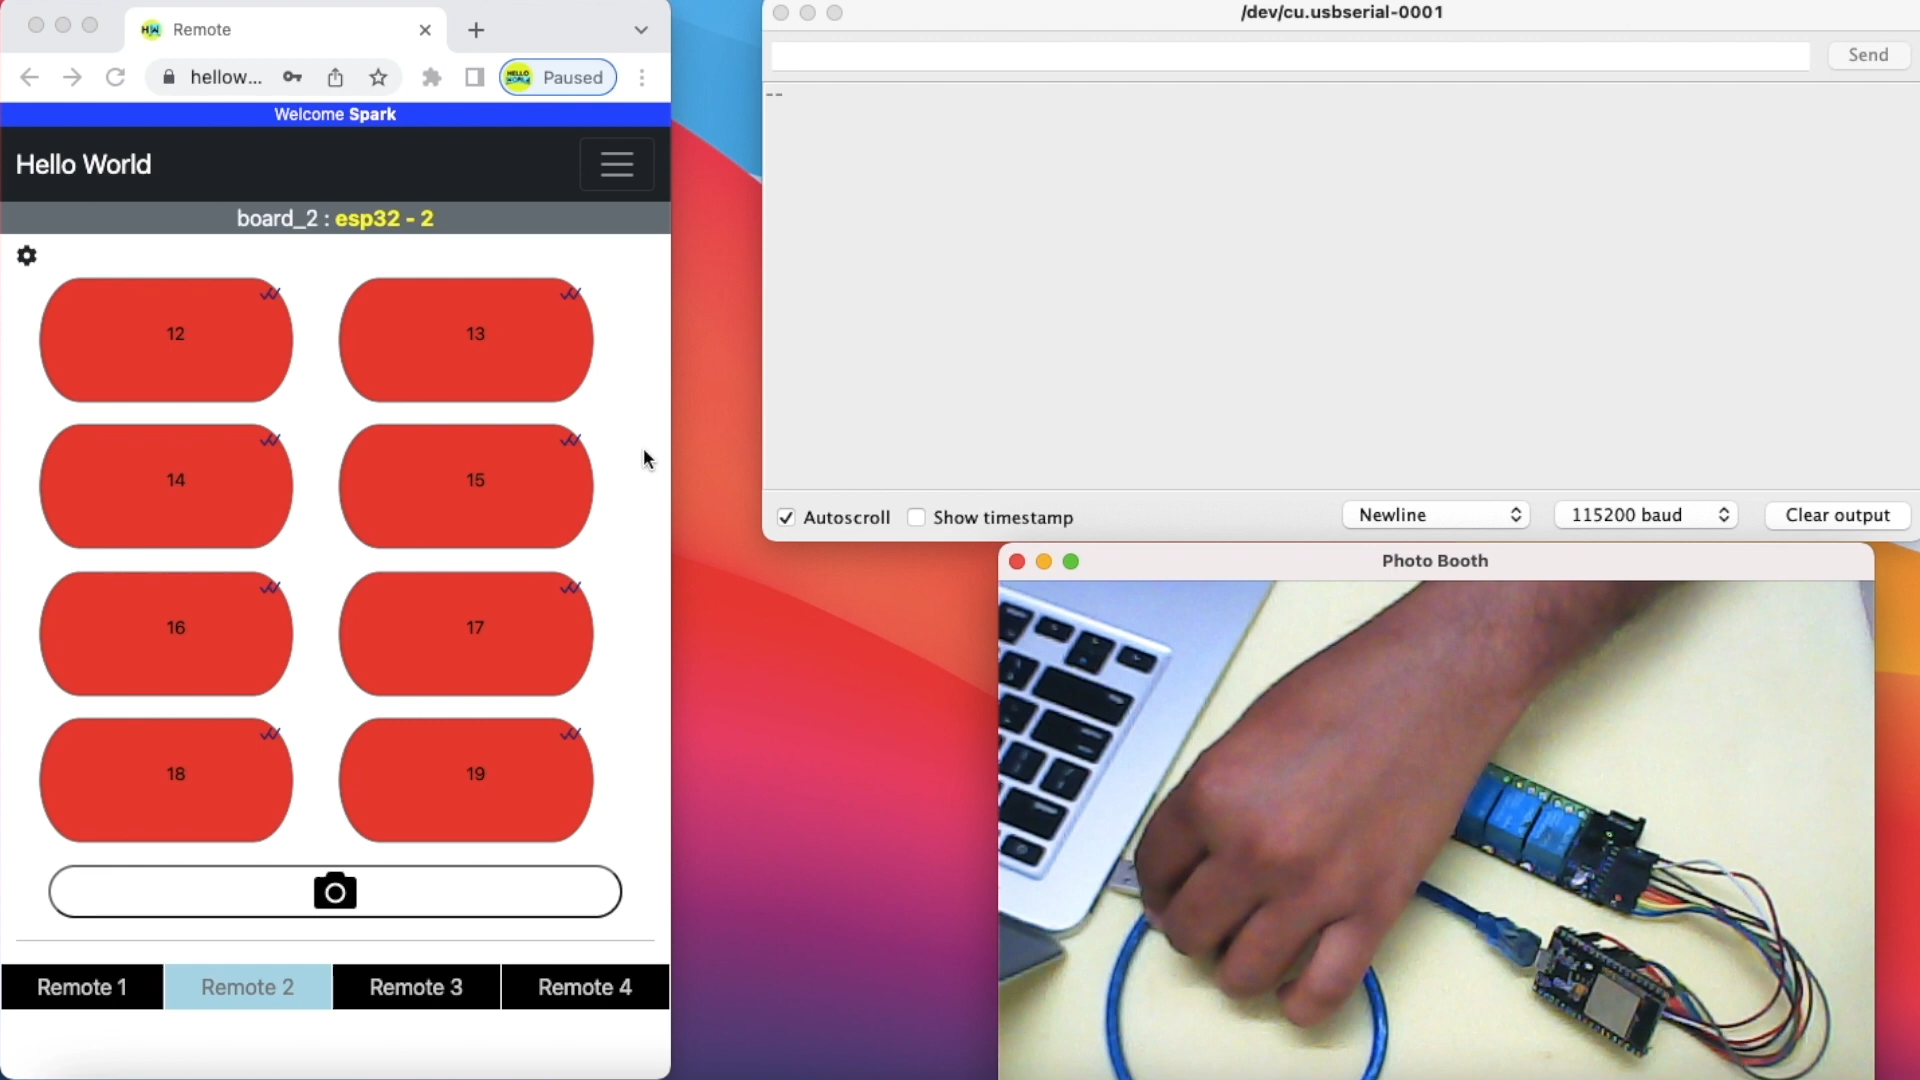 Remote
hellow...
Paused
Welcome Spark
Hello World
board_2 : esp32 - 2
12
13
14
15
16
17
18
19
Remote 1
Remote 2
Remote 3
Remote 4
/dev/cu.usbserial-0001
Send
--
Autoscroll
Show timestamp
Newline
115200 baud
Clear output
Photo Booth